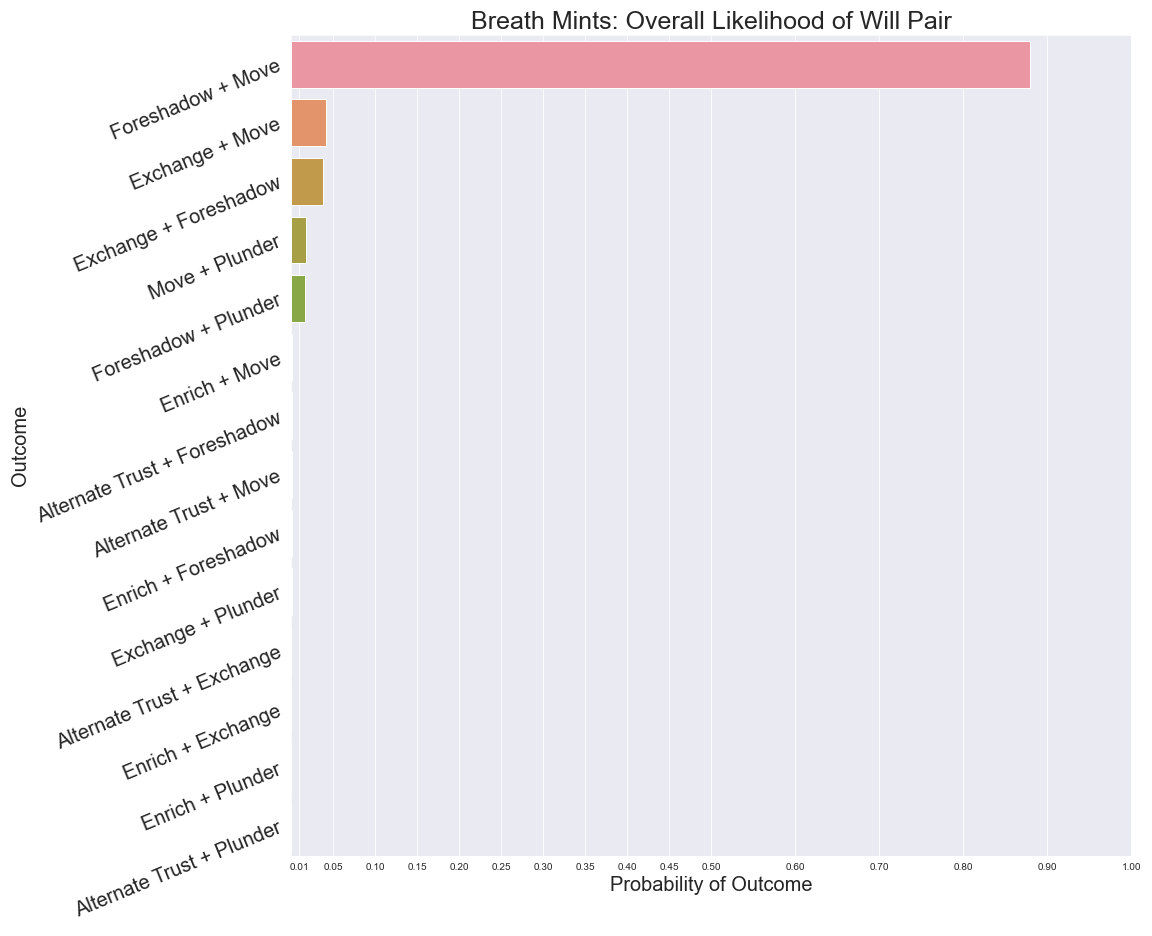 Breath Mints: Overall Likelihood of Will Pair
Foreshadow + Move
Exchange + Move
Exchange + Foreshadow
Move + Plunder
Foreshadow + Plunder
Enrich + Move
Alternate Trust + Foreshadow
Alternate Trust + Move
Enrich + Foreshadow
Exchange + Plunder
Alternate Trust + Exchange
Enrich + Exchange
Enrich + Plunder
Alternate Trust + Plunder
Outcome
0.01 0.05 0.10 0.15 0.20 0.25 0.30 0.35 0.40 0.45 0.50 0.60 0.70 0.80 0.90 1.00
Probability of Outcome